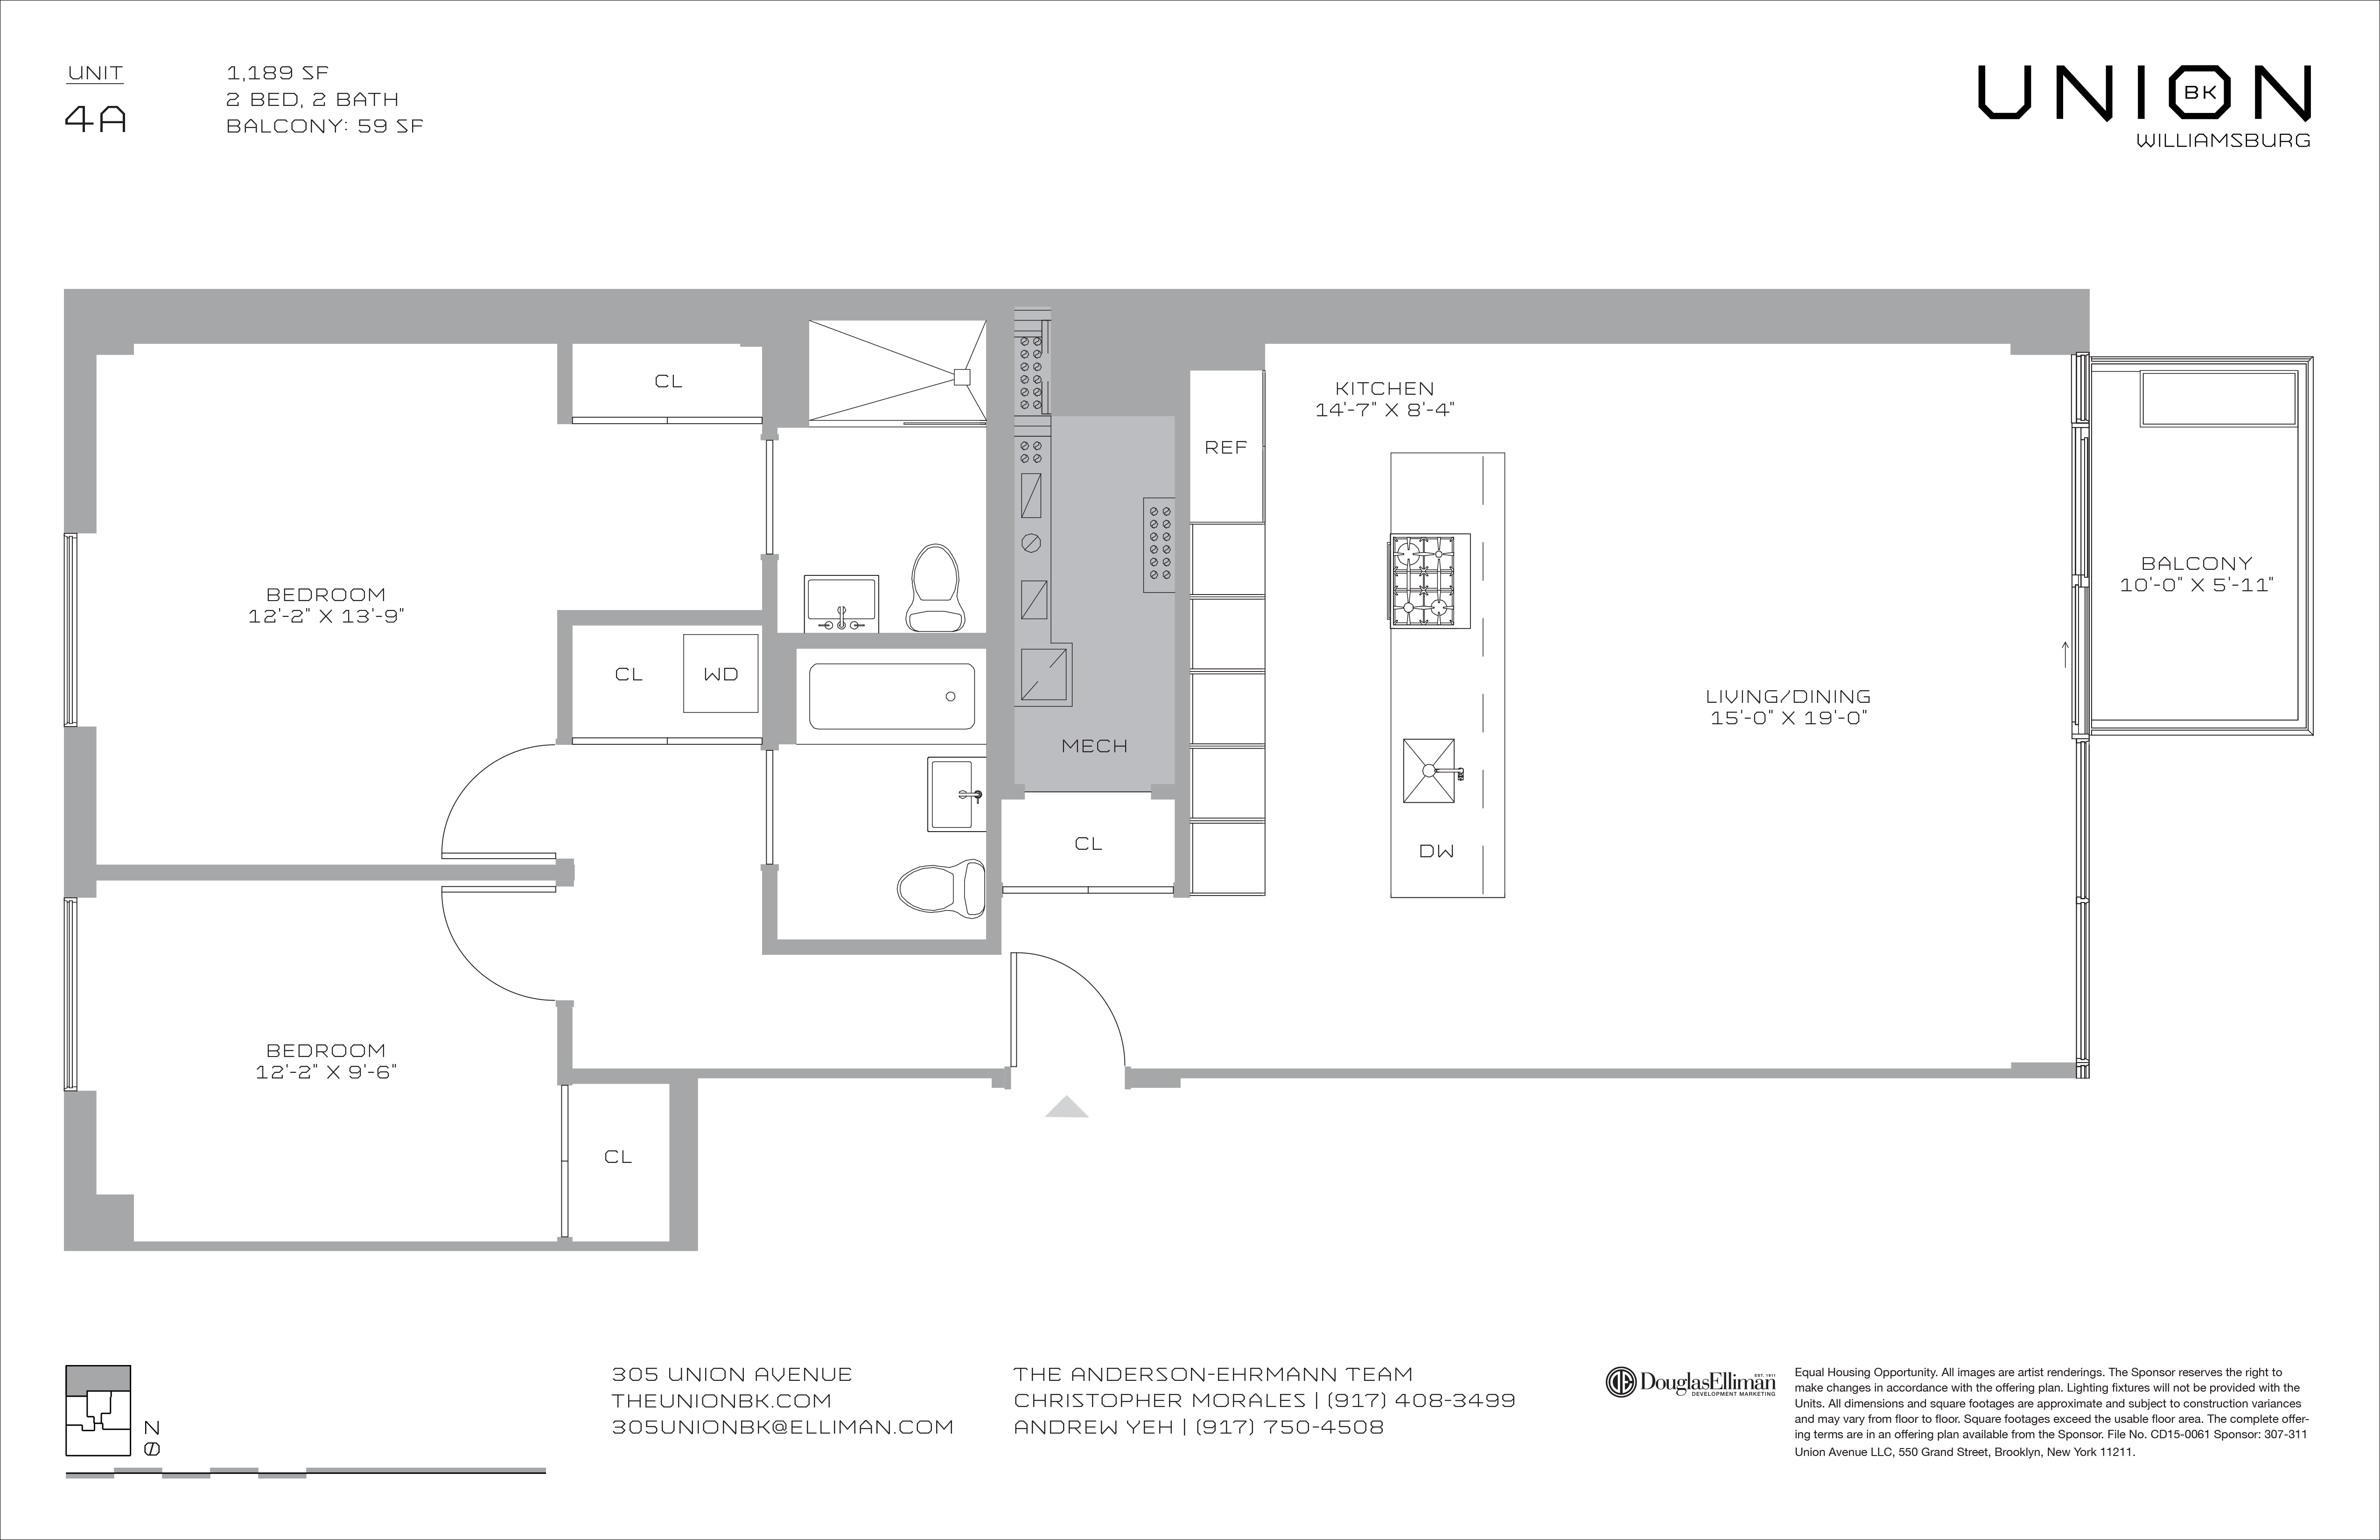 UNIT
4A
1,189 SF
2 BED, 2 BATH
BALCONY: 59 SF
UNION
BK
WILLIAMSBURG
CL
KITCHEN
14'-7" X 8'-4"
REF
BALCONY
10'-0" X 5'-11"
BEDROOM
12'-2" X 13'-9"
CL
WD
LIVING/DINING
15'-0" X 19'-0"
MECH
CL
DW
BEDROOM
12'-2" X 9'-6"
CL
N
305 UNION AVENUE
THEUNIONBK.COM
305UNIONBK@ELLIMAN.COM
THE ANDERSON-EHRMANN TEAM
CHRISTOPHER MORALES | (917) 408-3499
ANDREW YEH | (917) 750-4508
DE
DouglasElliman
EST. 1911
DEVELOPMENT MARKETING
Equal Housing Opportunity. All images are artist renderings. The Sponsor reserves the right to
make changes in accordance with the offering plan. Lighting fixtures will not be provided with the
Units. All dimensions and square footages are approximate and subject to construction variances
and may vary from floor to floor. Square footages exceed the usable floor area. The complete offer-
ing terms are in an offering plan available from the Sponsor. File No. CD15-0061 Sponsor: 307-311
Union Avenue LLC, 550 Grand Street, Brooklyn, New York 11211.